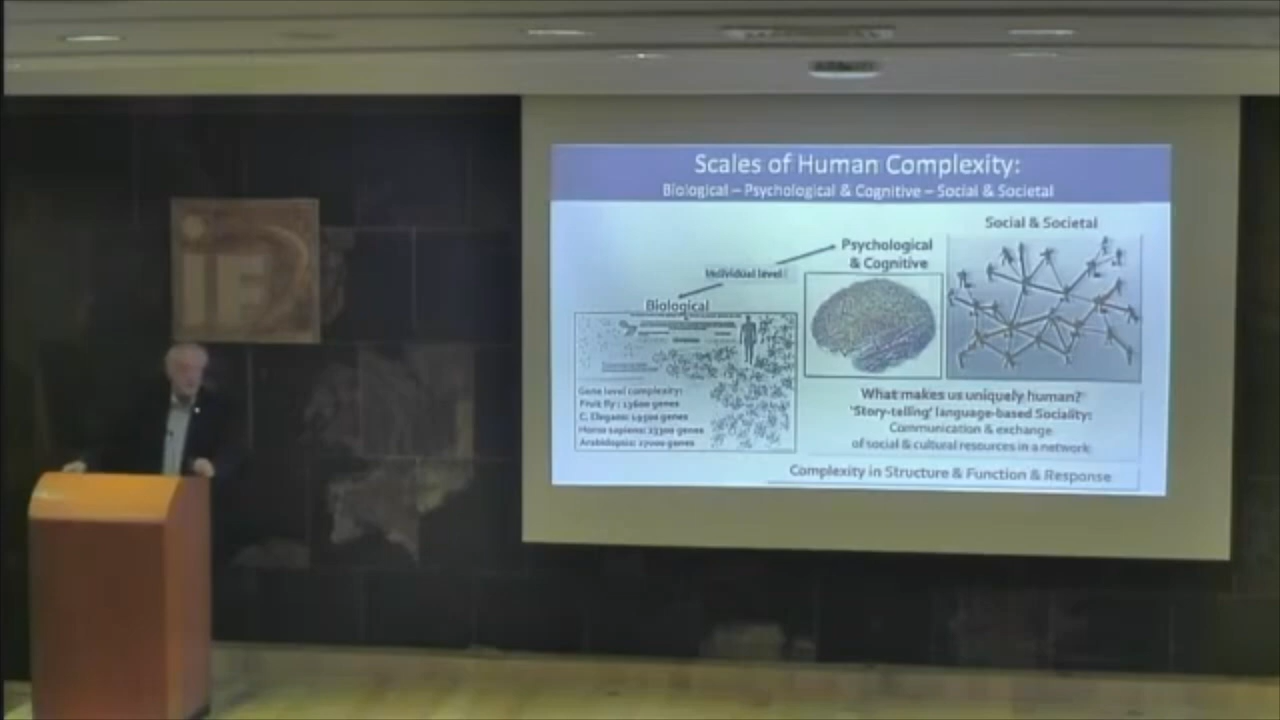 Scales of Human Complexity:
Biological – Psychological & Cognitive – Social & Societal
Social & Societal
Psychological
& Cognitive
Individual level
Biological
Gene level complexity:
Fruit fly : 13600 genes
C. Elegans: 19500 genes
Homo sapiens: 23300 genes
Arabidopsis: 27000 genes
What makes us uniquely human?
'Story-telling' language-based Sociality:
Communication & exchange
of social & cultural resources in a network
Complexity in Structure & Function & Response
iE